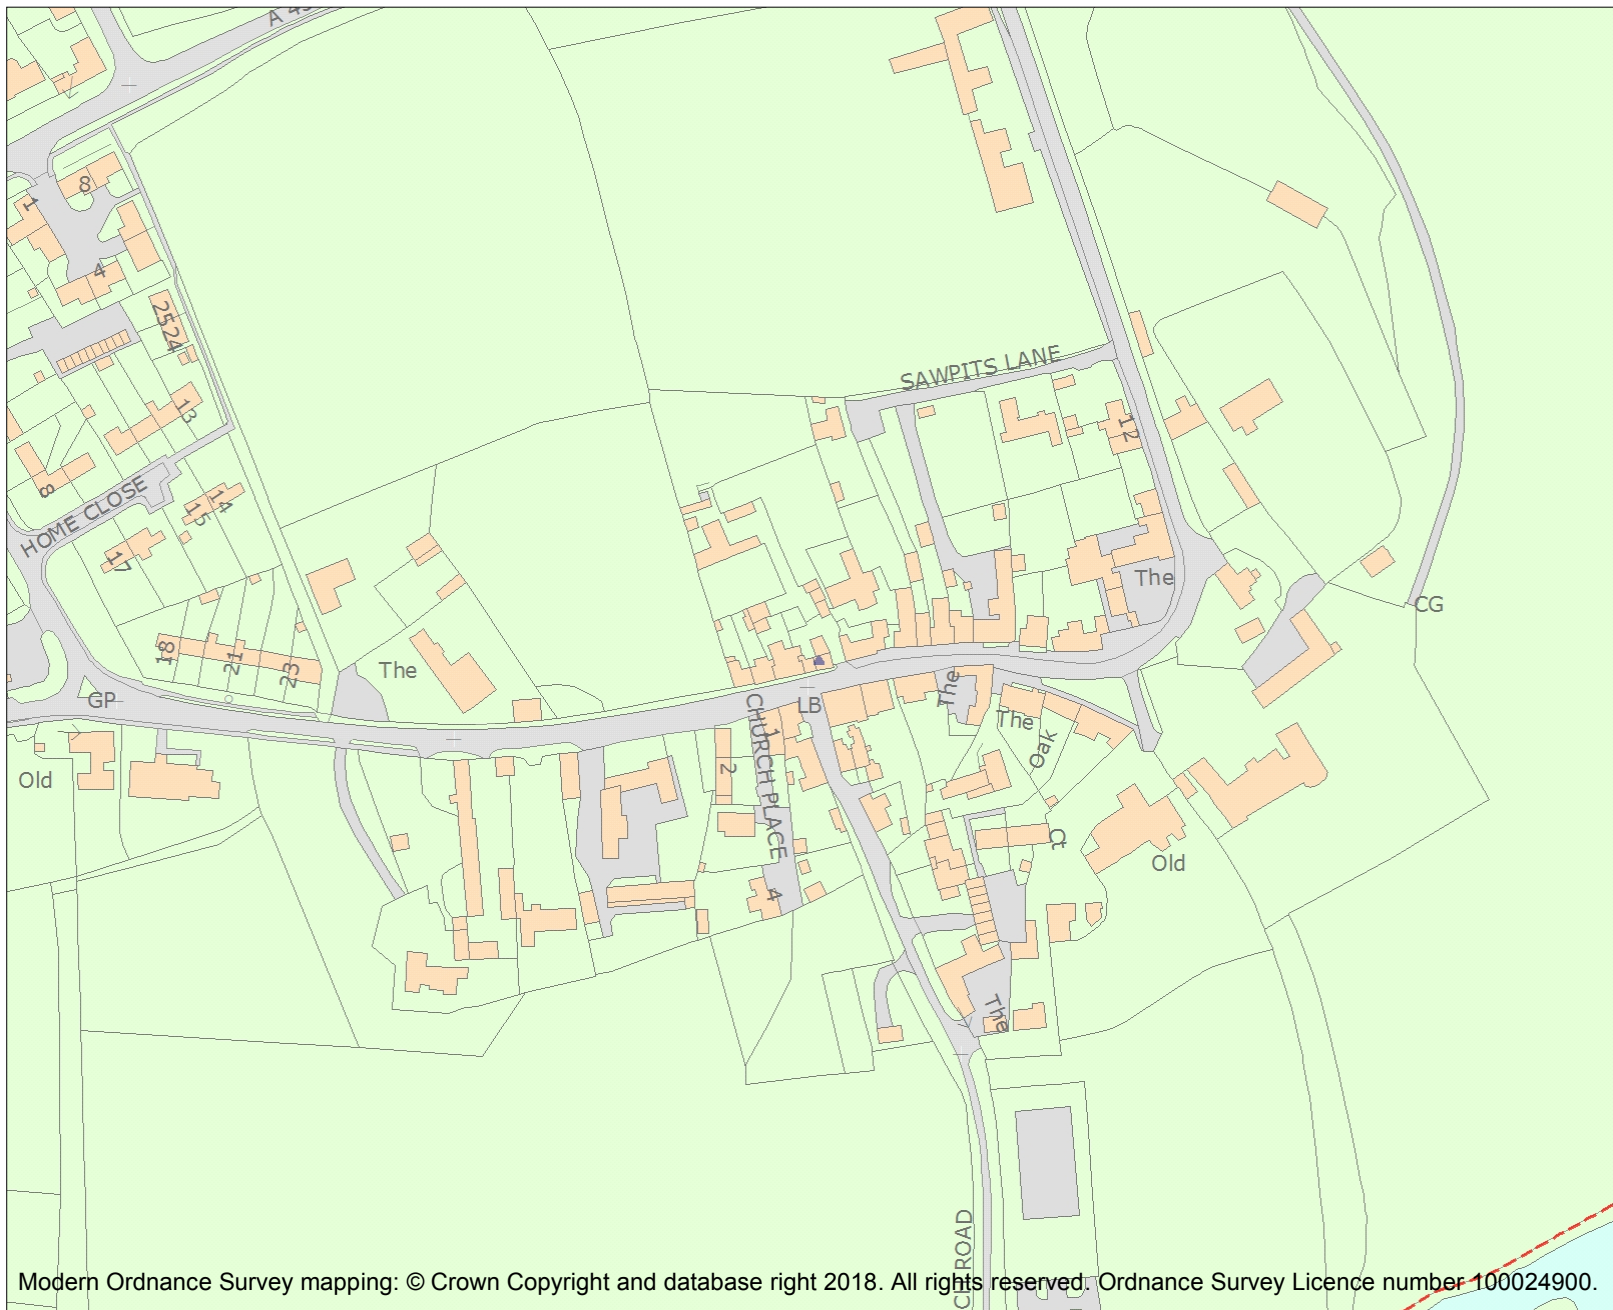 8
1
4
2524
SAWPITS LANE
13
12
8
HOME CLOSE
14
15
17
The
CG
18
21
23
The
GP
The
LB
CHURCH PLACE
1
The
Oak
2
Old
Ct
Old
4
The
ROAD
Modern Ordnance Survey mapping: © Crown Copyright and database right 2018. All rights reserved. Ordnance Survey Licence number 100024900.